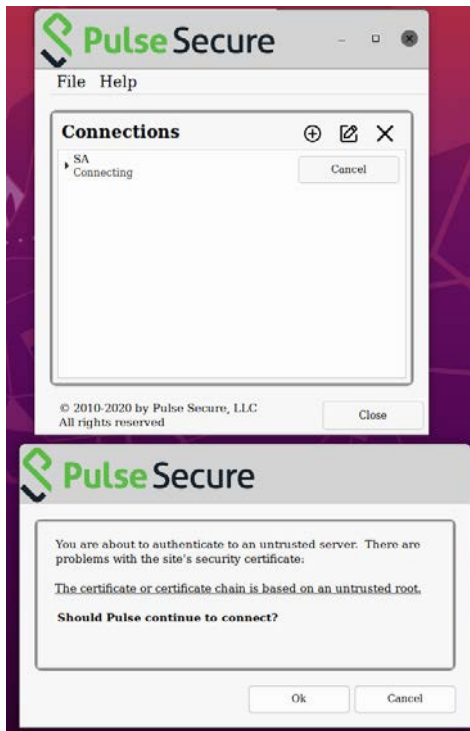 Pulse Secure
File Help
Connections
SA
Connecting
Cancel
© 2010-2020 by Pulse Secure, LLC
All rights reserved
Close
Pulse Secure
You are about to authenticate to an untrusted server. There are
problems with the site's security certificate:
The certificate or certificate chain is based on an untrusted root.
Should Pulse continue to connect?
Ok Cancel